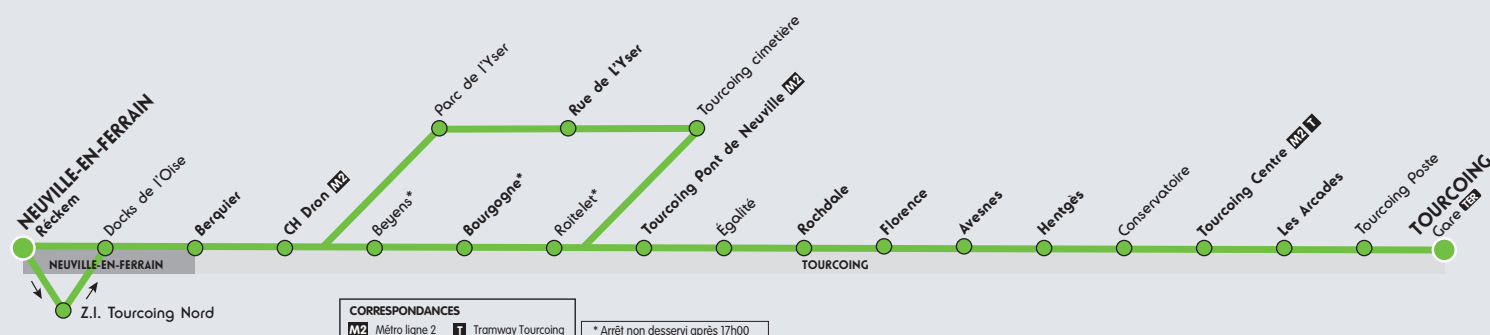 NEUVILLE-EN-FERRAIN
Réckem
Docks de l'Oise
Berquier
CH Dron M2
Parc de l'Yser
Rue de L'Yser
Tourcoing cimetière
Beyens*
Bourgogne*
Roitelet*
Tourcoing Pont de Neuville M2
Égalité
Rochdale
Florence
Avesnes
Hentgès
Conservatoire
Tourcoing Centre M2 T
Les Arcades
Tourcoing Poste
TOURCOING
Gare TER
NEUVILLE-EN-FERRAIN
TOURCOING
Z.I. Tourcoing Nord
CORRESPONDANCES
M2 Métro ligne 2 T Tramway Tourcoing
* Arrêt non desservi après 17h00